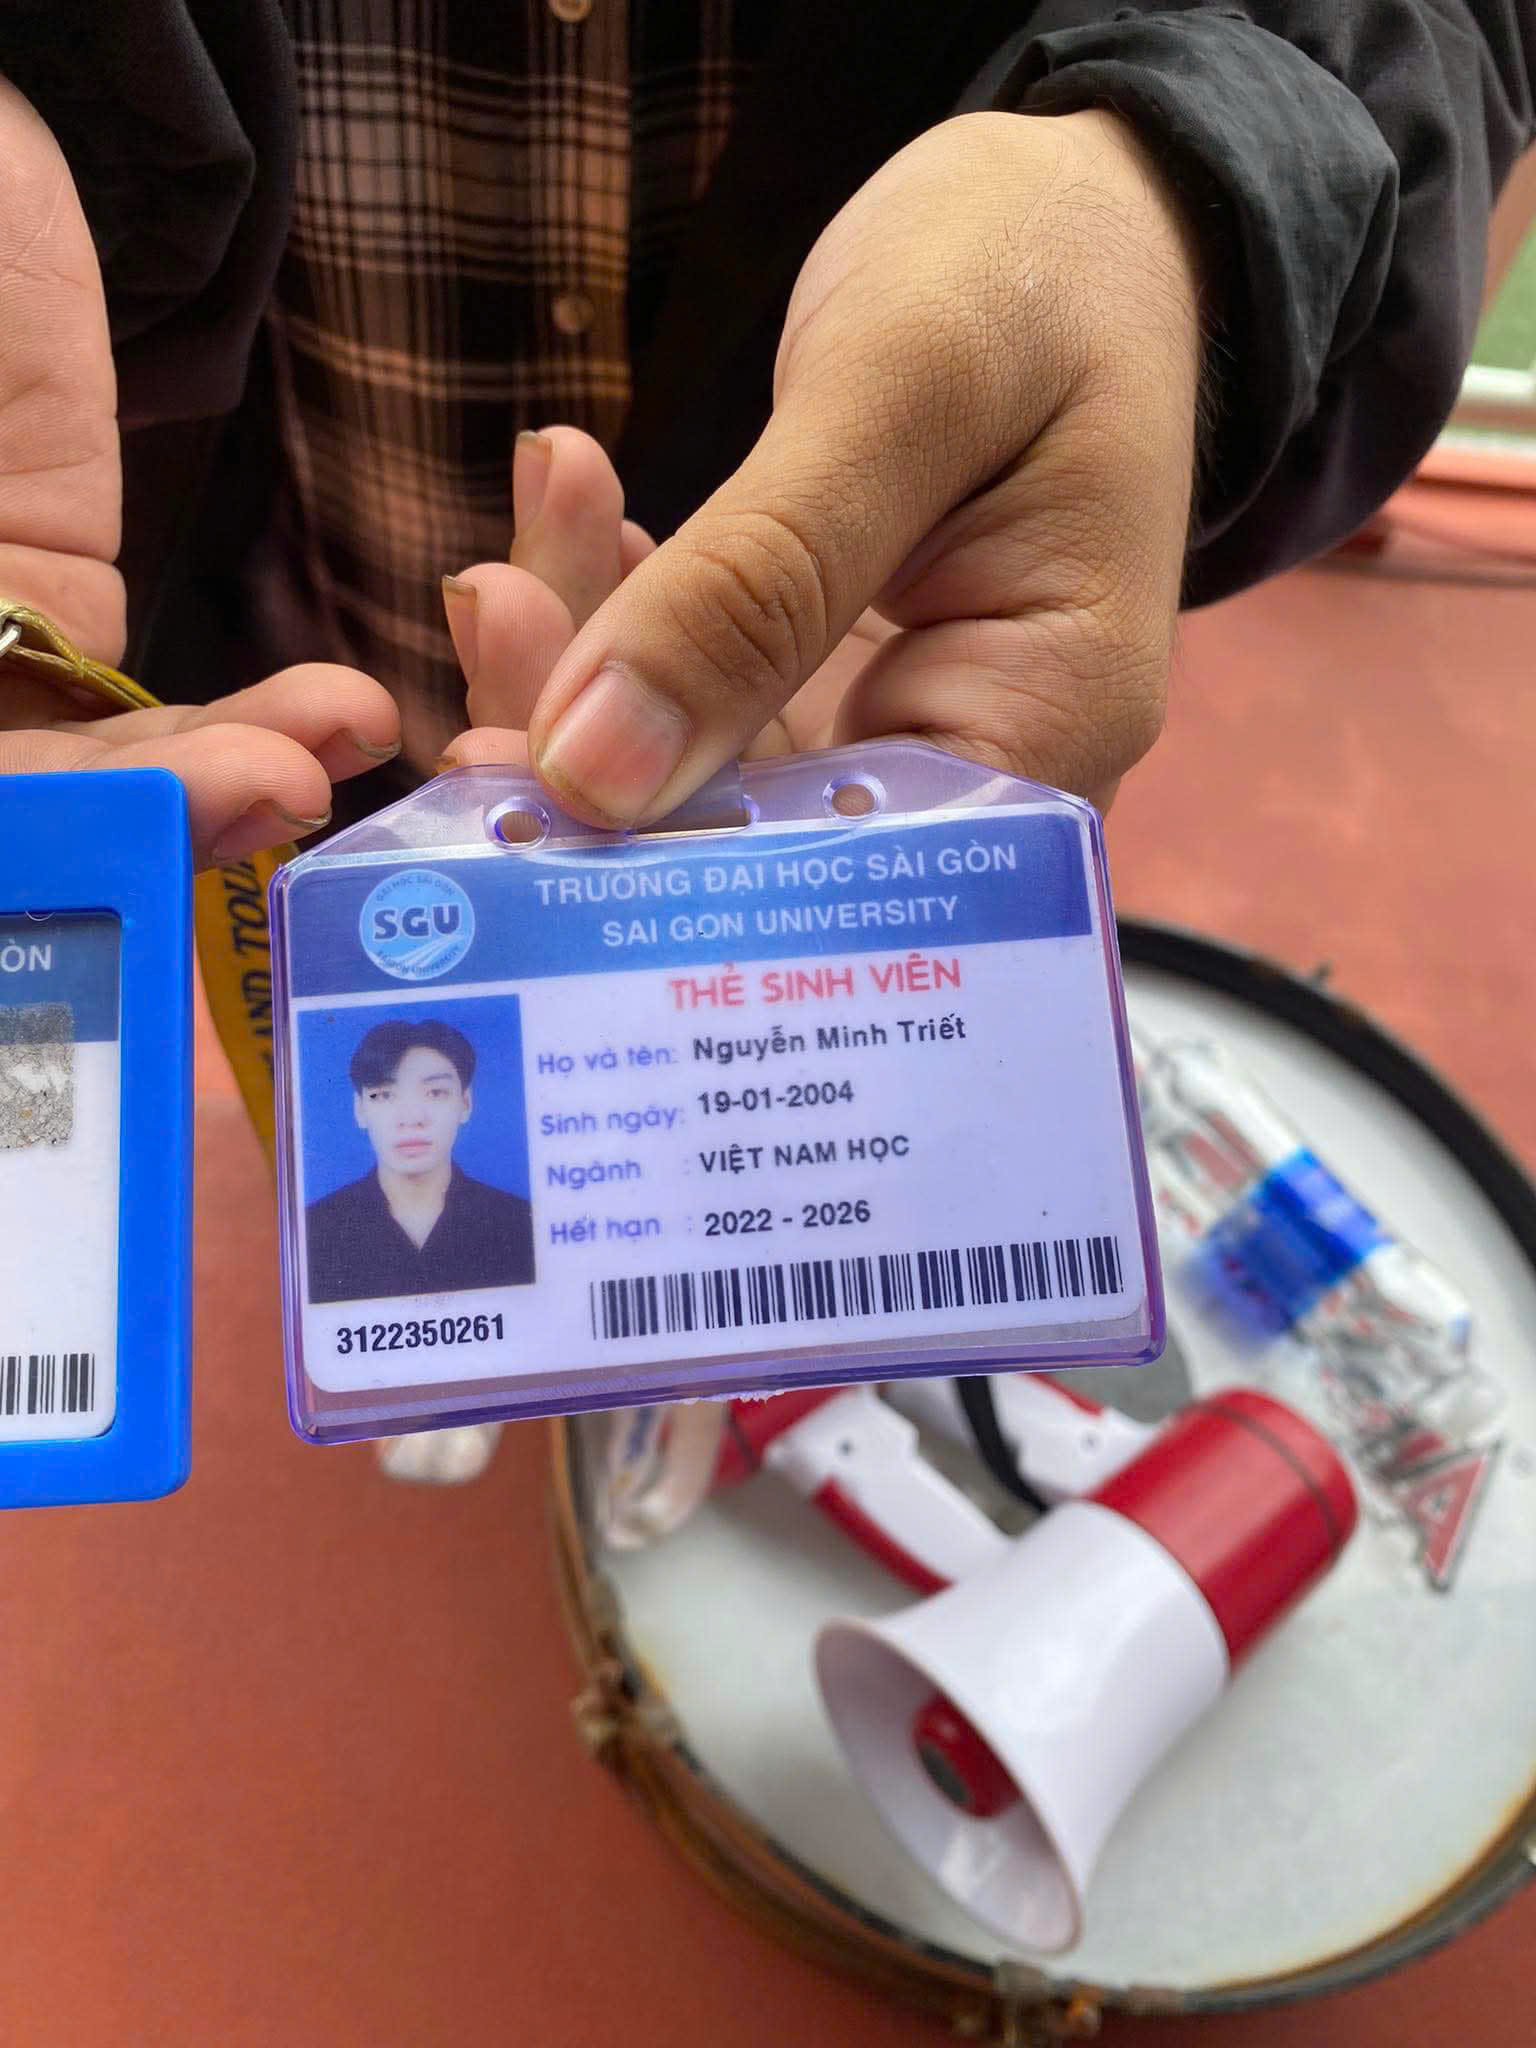 TRƯỜNG ĐẠI HỌC SÀI GÒN
SAI GON UNIVERSITY
ĐẠI HỌC SÀI GÒN
SGU
SAIGON UNIVERSITY
THẺ SINH VIÊN
Họ và tên: Nguyễn Minh Triết
Sinh ngày: 19-01-2004
Ngành : VIỆT NAM HỌC
Hết hạn : 2022 - 2026
3122350261
ÒN
AND TOU